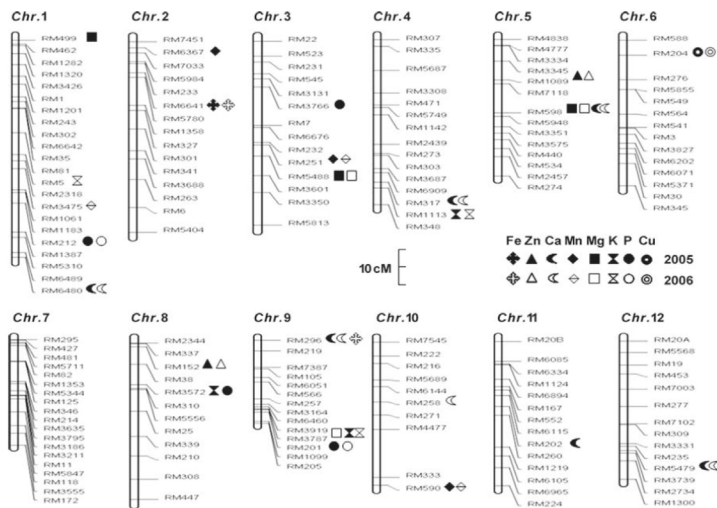 Chr.1
RM499
RM462
RM1282
RM1320
RM3426
RM1
RM1201
RM243
RM302
RM6642
RM35
RM81
RM5
RM2318
RM3475
RM1061
RM1183
RM212
RM1387
RM5310
RM6489
RM6480
Chr.2
RM7451
RM6367
RM7033
RM5984
RM233
RM6641
RM5780
RM1358
RM327
RM301
RM341
RM3688
RM263
RM6
RM5404
Chr.3
RM22
RM523
RM231
RM545
RM3131
RM3766
RM7
RM6676
RM232
RM251
RM5488
RM3601
RM3350
RM5813
Chr.4
RM307
RM335
RM5687
RM3308
RM471
RM5749
RM1142
RM2439
RM273
RM303
RM3687
RM6909
RM317
RM1113
RM348
Chr.5
RM4838
RM4777
RM3334
RM3345
RM1089
RM7118
RM598
RM5948
RM3351
RM3575
RM440
RM534
RM2457
RM274
Chr.6
RM588
RM204
RM276
RM5855
RM549
RM564
RM541
RM3
RM3827
RM6202
RM6071
RM5371
RM30
RM345
10cM
Fe Zn Ca Mn Mg K P Cu
2005
2006
Chr.7
RM295
RM427
RM481
RM5711
RM82
RM1353
RM5344
RM125
RM346
RM214
RM3635
RM3795
RM3186
RM3211
RM11
RM5847
RM118
RM3555
RM172
Chr.8
RM2344
RM337
RM152
RM38
RM3572
RM310
RM5556
RM25
RM339
RM210
RM308
RM447
Chr.9
RM296
RM219
RM7387
RM105
RM6051
RM566
RM257
RM3164
RM6460
RM3919
RM3787
RM201
RM1099
RM205
Chr.10
RM7545
RM222
RM216
RM5689
RM6144
RM258
RM271
RM4477
RM333
RM590
Chr.11
RM20B
RM6085
RM6334
RM1124
RM6894
RM167
RM552
RM6115
RM202
RM260
RM1219
RM6105
RM6965
RM224
Chr.12
RM20A
RM5568
RM19
RM453
RM7003
RM277
RM7102
RM309
RM3331
RM235
RM5479
RM3739
RM2734
RM1300